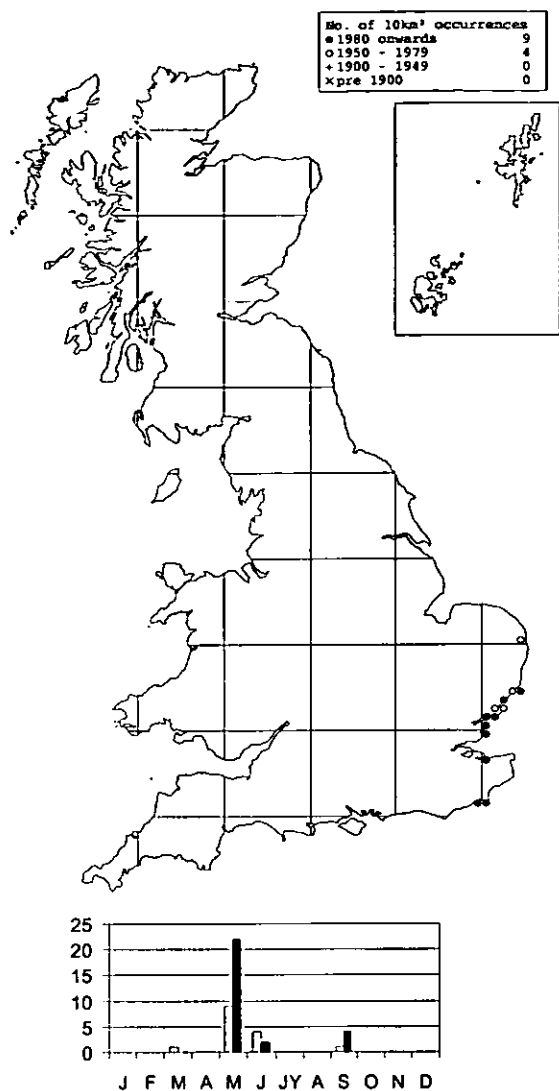 No. of 10km² occurrences
● 1980 onwards 9
○ 1950 - 1979 4
+ 1900 - 1949 0
× pre 1900 0
25
20
15
10
5
0
J F M A M J JY A S O N D